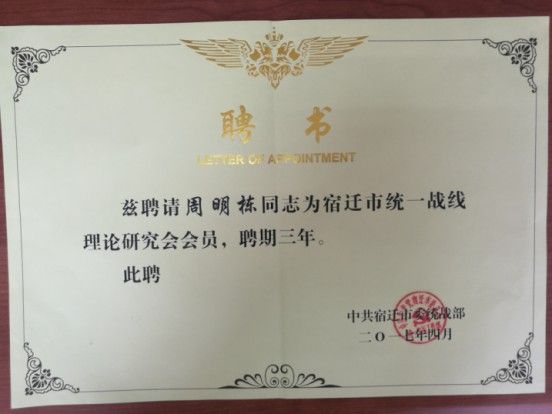 聘书
LETTER OF APPOINTMENT
兹聘请周明栋同志为宿迁市统一战线
理论研究会会员，聘期三年。
此聘
中共宿迁市委统战部
二〇一七年四月